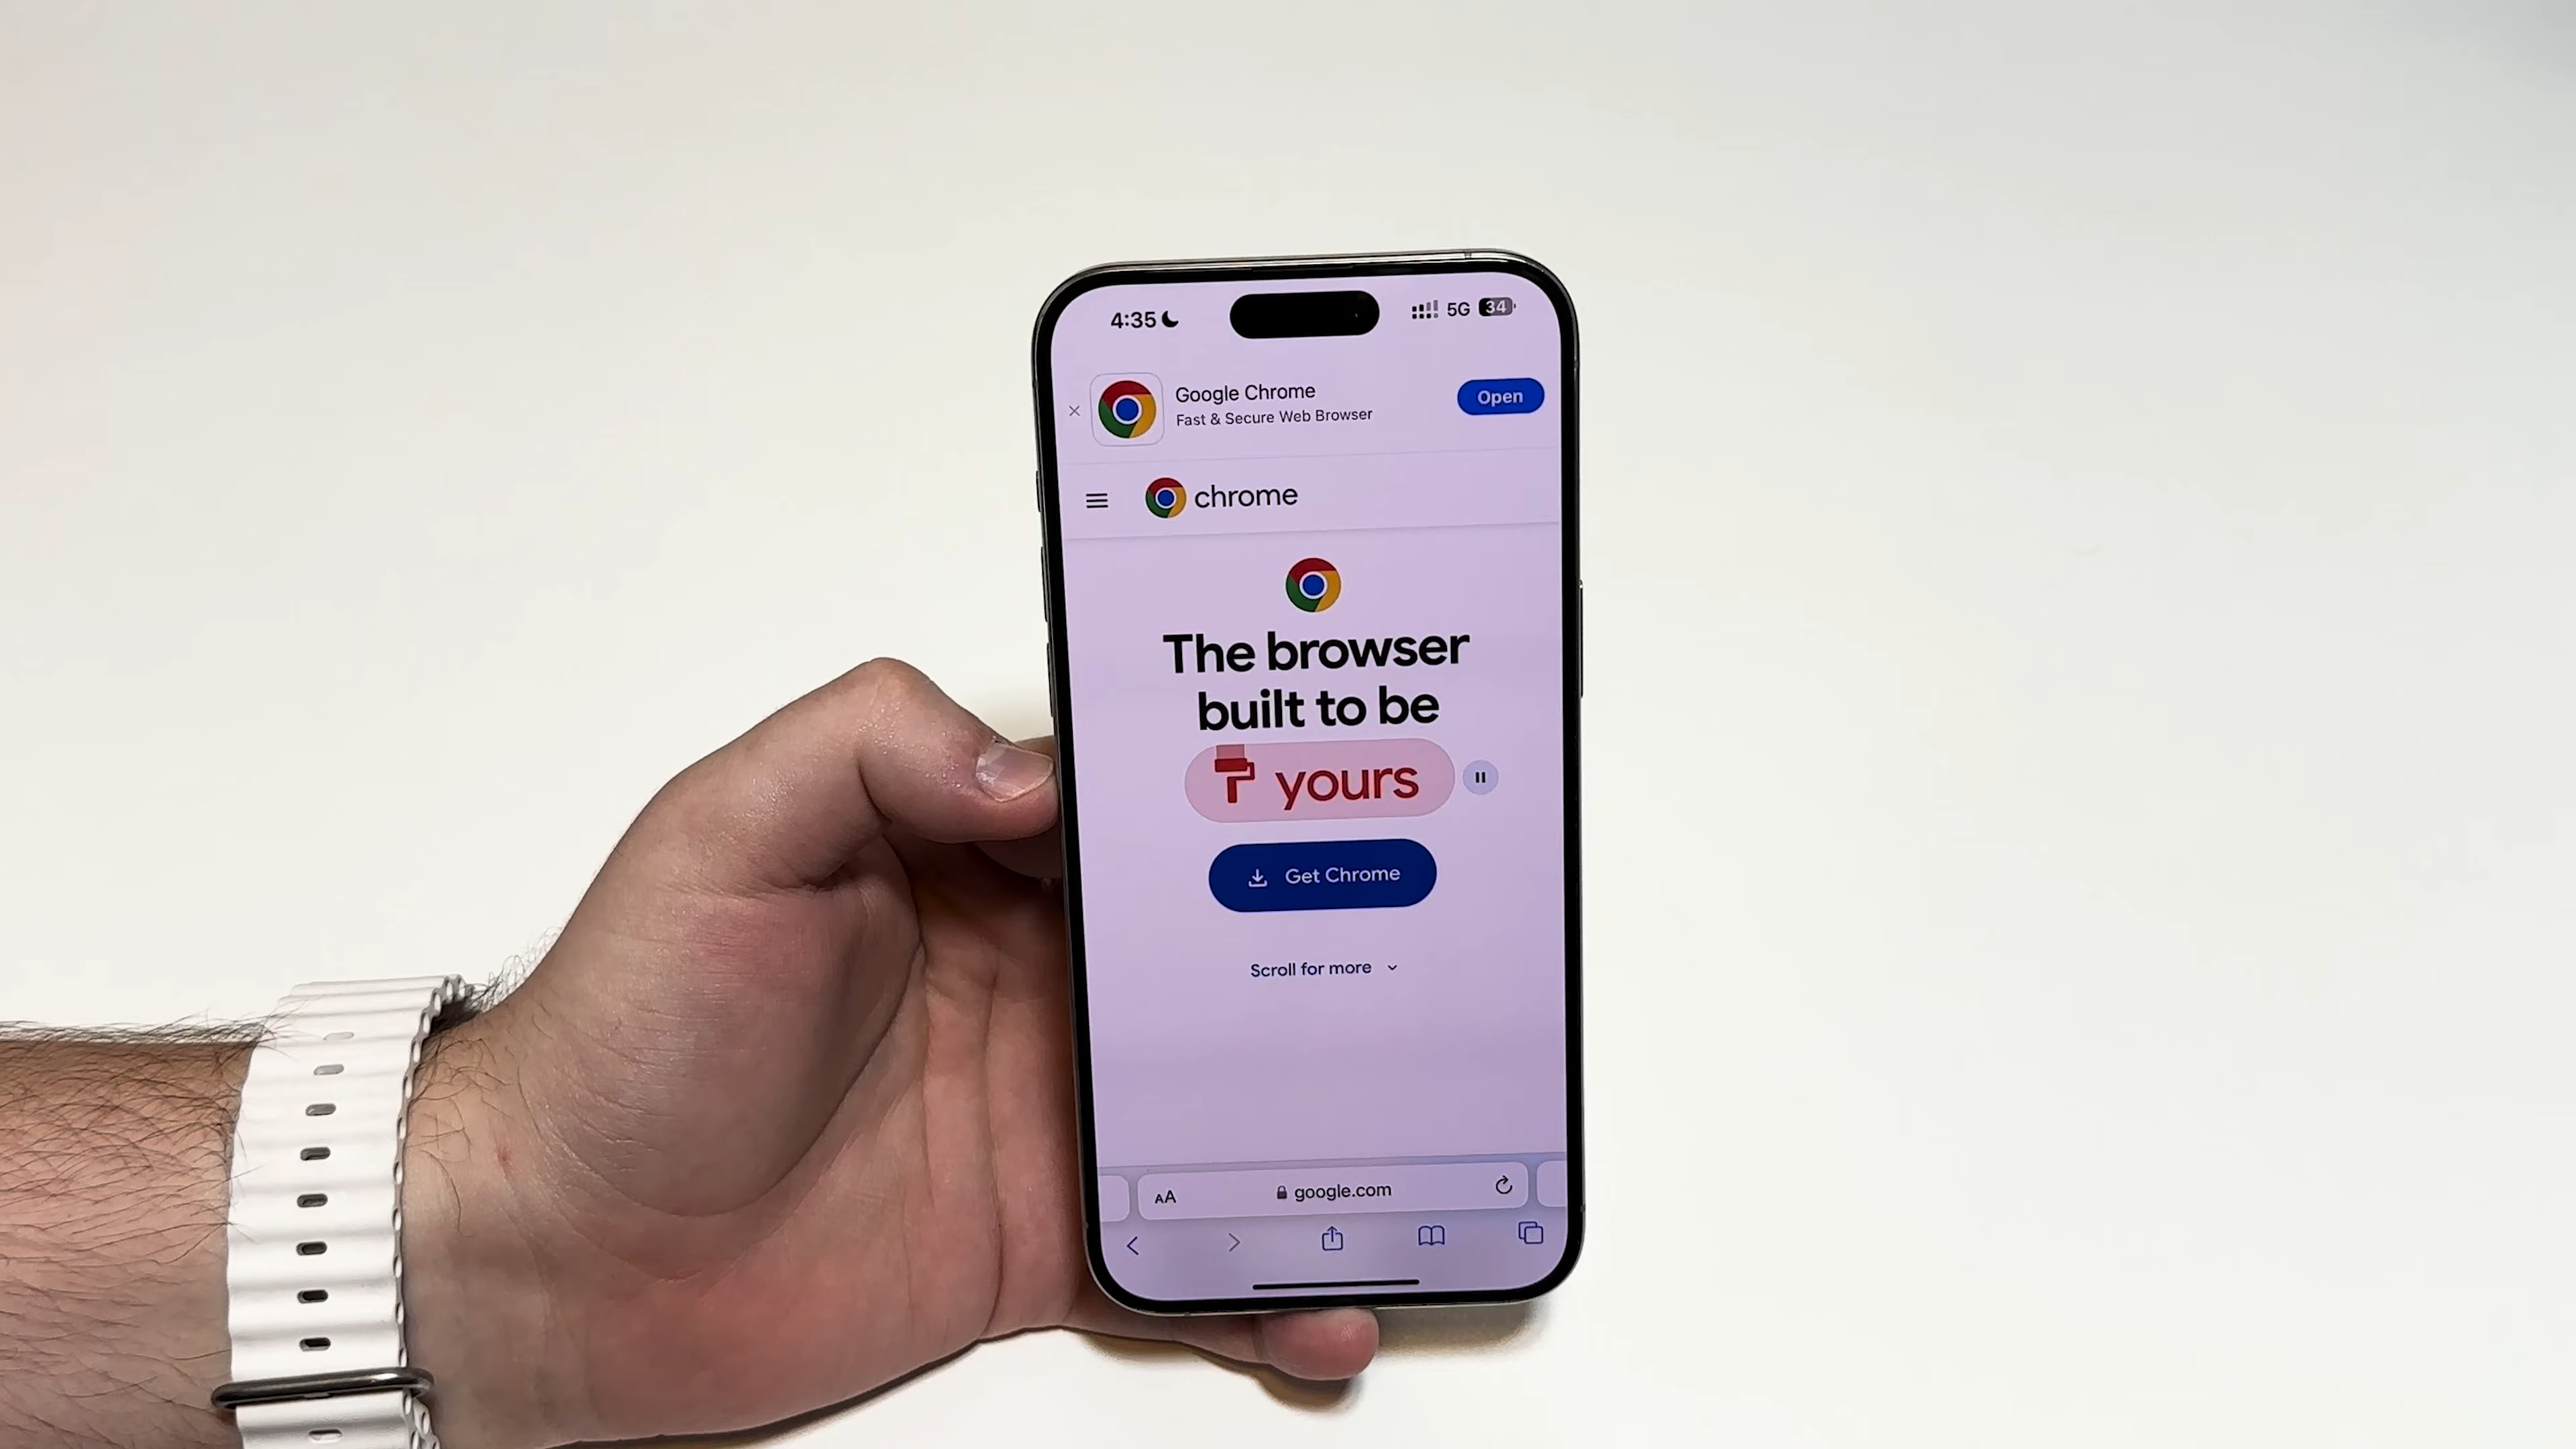 4:35 5G 34
Google Chrome
Fast & Secure Web Browser
Open
chrome
The browser
built to be
yours
Get Chrome
Scroll for more
AA google.com